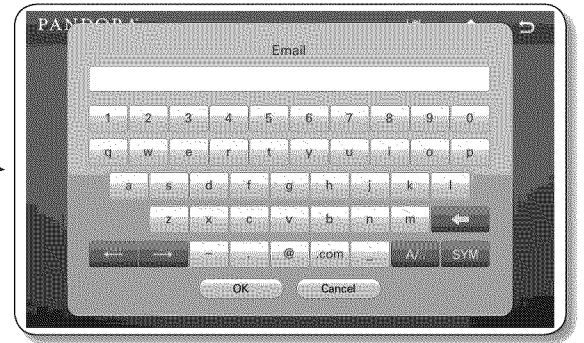 PANDORA
Email
1 2 3 4 5 6 7 8 9 0
q w e r t y u i o p
a s d f g h j k l
z x c v b n m
@ .com _ SYM
OK Cancel